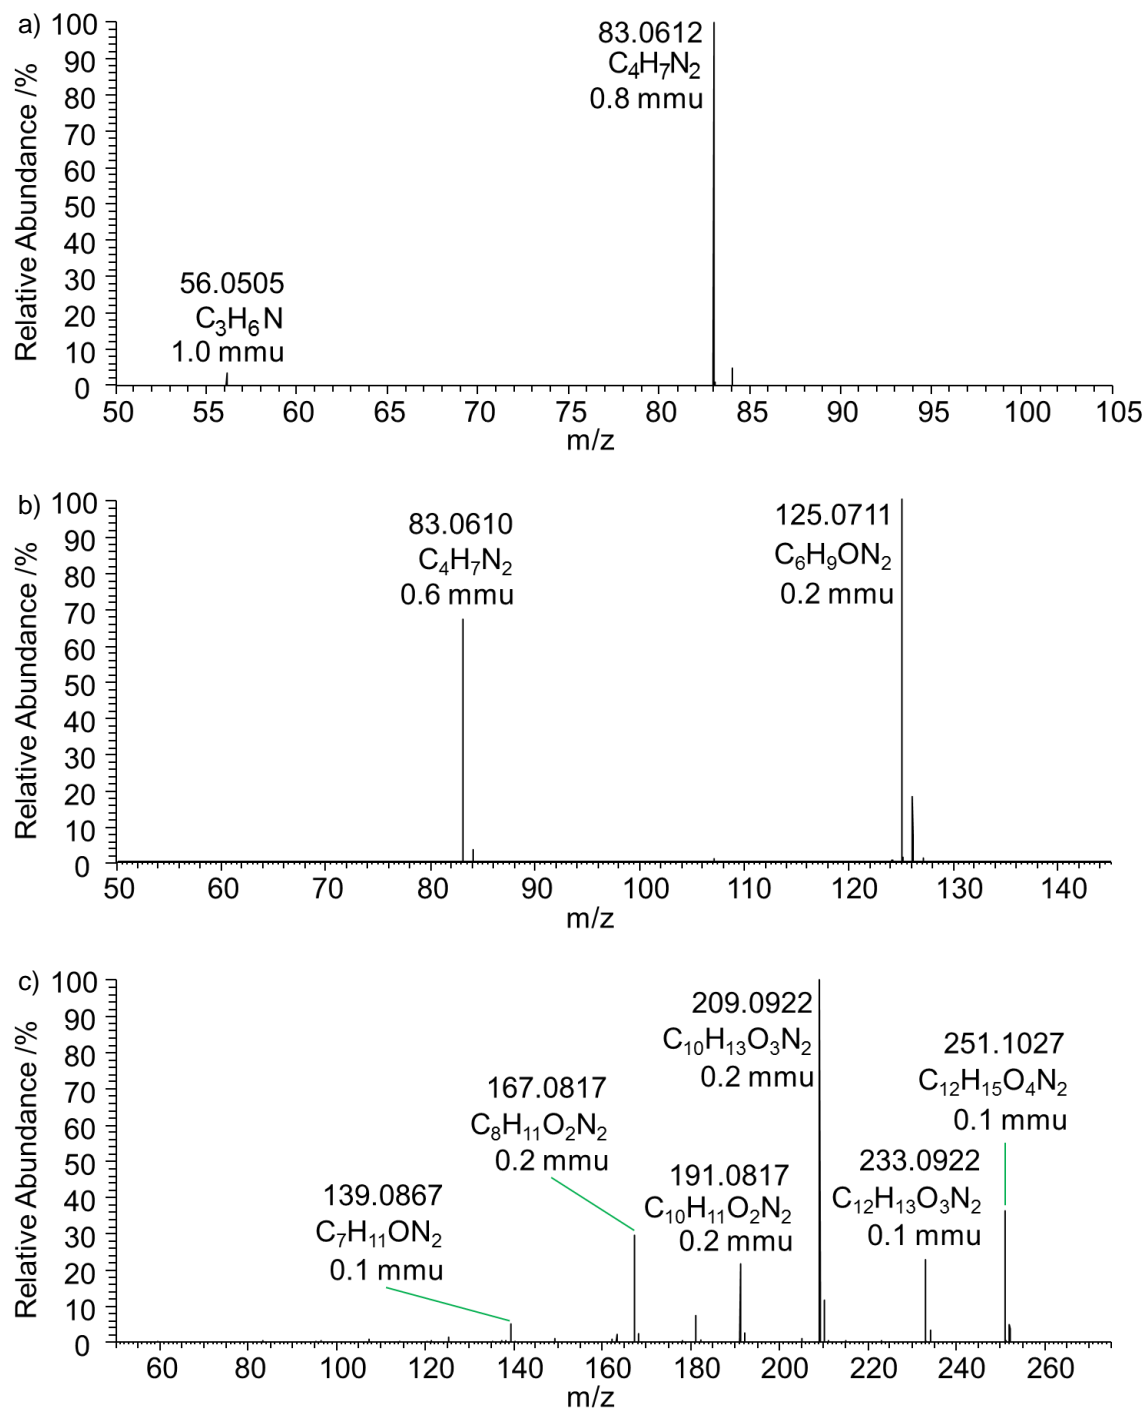 a)
Relative Abundance /%
100
90
80
70
60
50
40
30
20
10
0
83.0612
C₄H₇N₂
0.8 mmu
56.0505
C₃H₆N
1.0 mmu
50 55 60 65 70 75 80 85 90 95 100 105
m/z
b)
Relative Abundance /%
100
90
80
70
60
50
40
30
20
10
0
83.0610
C₄H₇N₂
0.6 mmu
125.0711
C₆H₉ON₂
0.2 mmu
50 60 70 80 90 100 110 120 130 140
m/z
c)
Relative Abundance /%
100
90
80
70
60
50
40
30
20
10
0
139.0867
C₇H₁₁ON₂
0.1 mmu
167.0817
C₈H₁₁O₂N₂
0.2 mmu
191.0817
C₁₀H₁₁O₂N₂
0.2 mmu
209.0922
C₁₀H₁₃O₃N₂
0.2 mmu
233.0922
C₁₂H₁₃O₃N₂
0.1 mmu
251.1027
C₁₂H₁₅O₄N₂
0.1 mmu
60 80 100 120 140 160 180 200 220 240 260
m/z